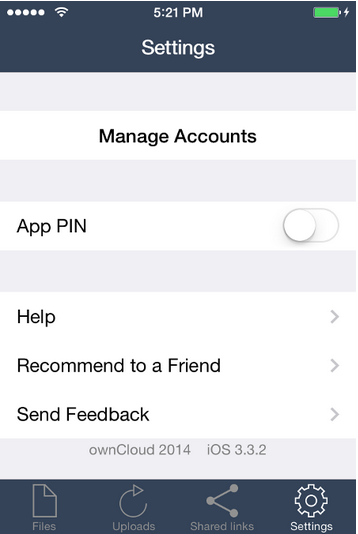 5:21 PM
Settings
Manage Accounts
App PIN
Help
Recommend to a Friend
Send Feedback
ownCloud 2014 iOS 3.3.2
Files Uploads Shared links Settings